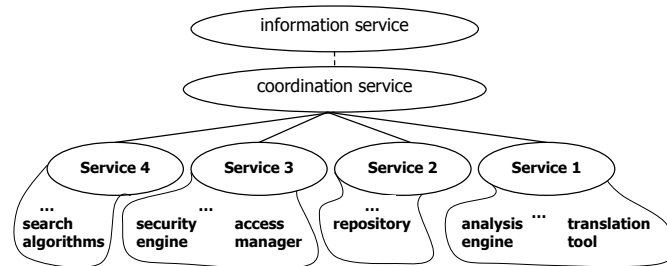 information service
coordination service
Service 4
Service 3
Service 2
Service 1
...
search
algorithms
...
security
engine
access
manager
...
repository
...
analysis
engine
translation
tool